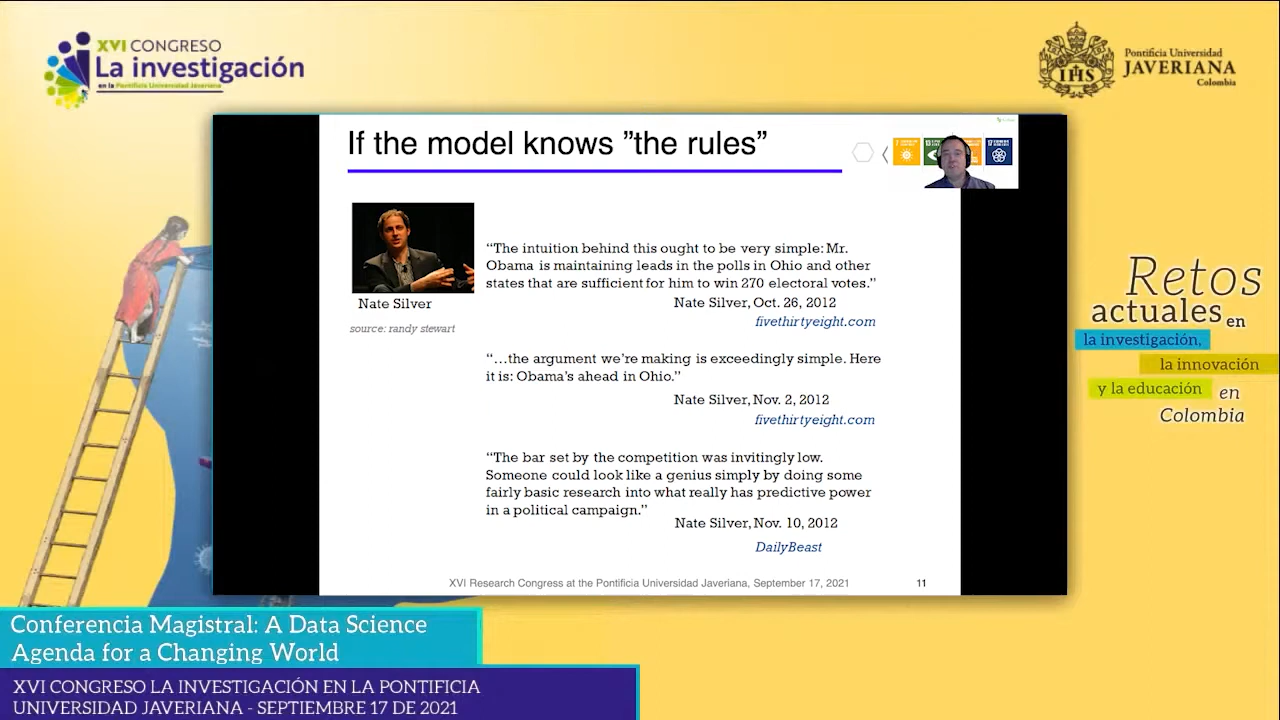 XVI CONGRESO
La investigación
en la Pontificia Universidad Javeriana
IHS
Pontificia Universidad
JAVERIANA
Colombia
If the model knows ”the rules”
Nate Silver
source: randy stewart
“The intuition behind this ought to be very simple: Mr.
Obama is maintaining leads in the polls in Ohio and other
states that are sufficient for him to win 270 electoral votes.”
Nate Silver, Oct. 26, 2012
fivethirtyeight.com
“…the argument we’re making is exceedingly simple. Here
it is: Obama’s ahead in Ohio.”
Nate Silver, Nov. 2, 2012
fivethirtyeight.com
“The bar set by the competition was invitingly low.
Someone could look like a genius simply by doing some
fairly basic research into what really has predictive power
in a political campaign.”
Nate Silver, Nov. 10, 2012
DailyBeast
XVI Research Congress at the Pontificia Universidad Javeriana, September 17, 2021
11
Retos
actuales en
la investigación,
la innovación
y la educación en
Colombia
Conferencia Magistral: A Data Science
Agenda for a Changing World
XVI CONGRESO LA INVESTIGACIÓN EN LA PONTIFICIA
UNIVERSIDAD JAVERIANA - SEPTIEMBRE 17 DE 2021